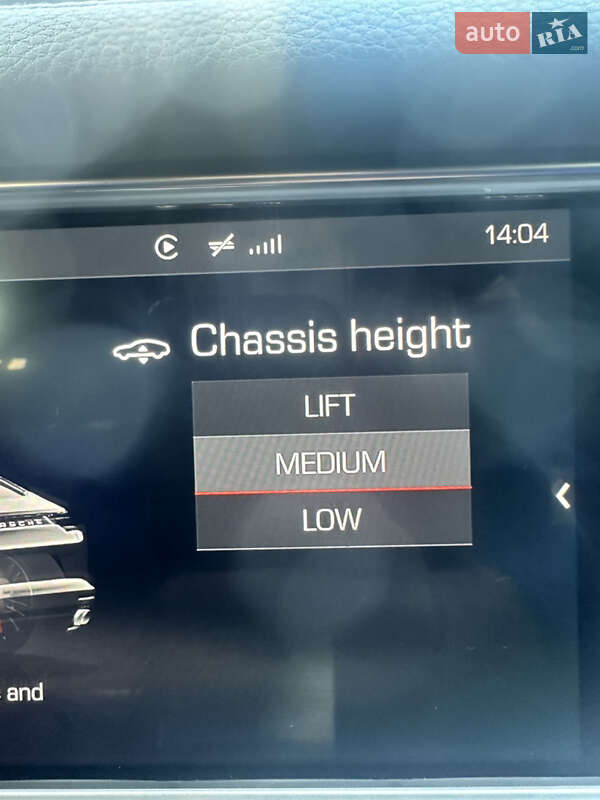 auto RIA
.com
14:04
Chassis height
LIFT
MEDIUM
LOW
and